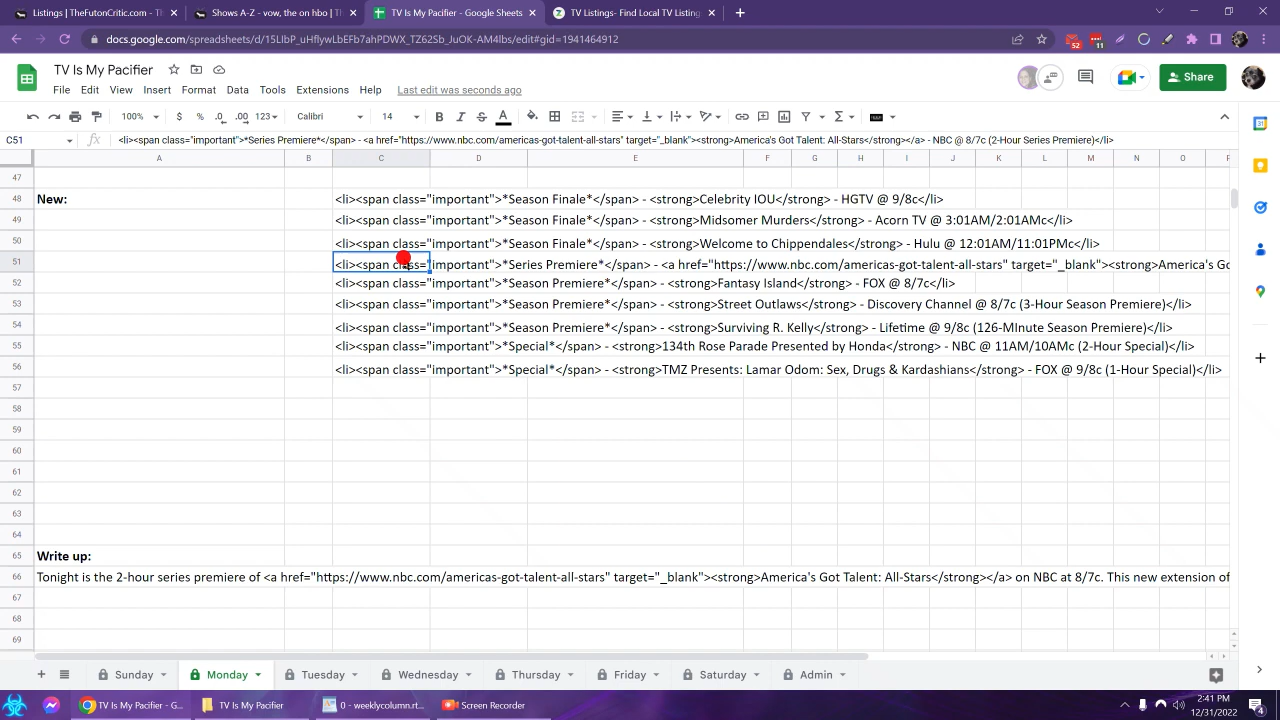 Comings and Goings | TheFutonCritic.com
Shows A-Z - vow, the on hbo | T
TV Is My Pacifier - Google Sheets
TV Listings- Find Local TV Listing
docs.google.com/spreadsheets/d/15LIbP_uHflywLbEFb7ahPDWX_TZ62Sb_JuOK-AM4Ibs/edit#gid=1941464912
52
11
TV Is My Pacifier
File Edit View Insert Format Data Tools Extensions Help Last edit was seconds ago
Share
100% $ % .0 .00 123 Calibri 14 B I S A
C51 fx <li><span class="important">*Series Premiere*</span> - <a href="https://www.nbc.com/americas-got-talent-all-stars" target="_blank"><strong>America's Got Talent: All-Stars</strong></a> - NBC @ 8/7c (2-Hour Series Premiere)</li>
A B C D E F G H I J K L M N O P
47
48 New: <li><span class="important">*Season Finale*</span> - <strong>Celebrity IOU</strong> - HGTV @ 9/8c</li>
49 <li><span class="important">*Season Finale*</span> - <strong>Midsomer Murders</strong> - Acorn TV @ 3:01AM/2:01AMc</li>
50 <li><span class="important">*Season Finale*</span> - <strong>Welcome to Chippendales</strong> - Hulu @ 12:01AM/11:01PMc</li>
51 <li><span class="important">*Series Premiere*</span> - <a href="https://www.nbc.com/americas-got-talent-all-stars" target="_blank"><strong>America's Go
52 <li><span class="important">*Season Premiere*</span> - <strong>Fantasy Island</strong> - FOX @ 8/7c</li>
53 <li><span class="important">*Season Premiere*</span> - <strong>Street Outlaws</strong> - Discovery Channel @ 8/7c (3-Hour Season Premiere)</li>
54 <li><span class="important">*Season Premiere*</span> - <strong>Surviving R. Kelly</strong> - Lifetime @ 9/8c (126-MInute Season Premiere)</li>
55 <li><span class="important">*Special*</span> - <strong>134th Rose Parade Presented by Honda</strong> - NBC @ 11AM/10AMc (2-Hour Special)</li>
56 <li><span class="important">*Special*</span> - <strong>TMZ Presents: Lamar Odom: Sex, Drugs & Kardashians</strong> - FOX @ 9/8c (1-Hour Special)</li>
57
58
59
60
61
62
63
64
65 Write up:
66 Tonight is the 2-hour series premiere of <a href="https://www.nbc.com/americas-got-talent-all-stars" target="_blank"><strong>America's Got Talent: All-Stars</strong></a> on NBC at 8/7c. This new extension of
67
68
69
Sunday Monday Tuesday Wednesday Thursday Friday Saturday Admin
TV Is My Pacifier - G... TV Is My Pacifier 0 - weeklycolumn.rt... Screen Recorder
2:41 PM
12/31/2022
4